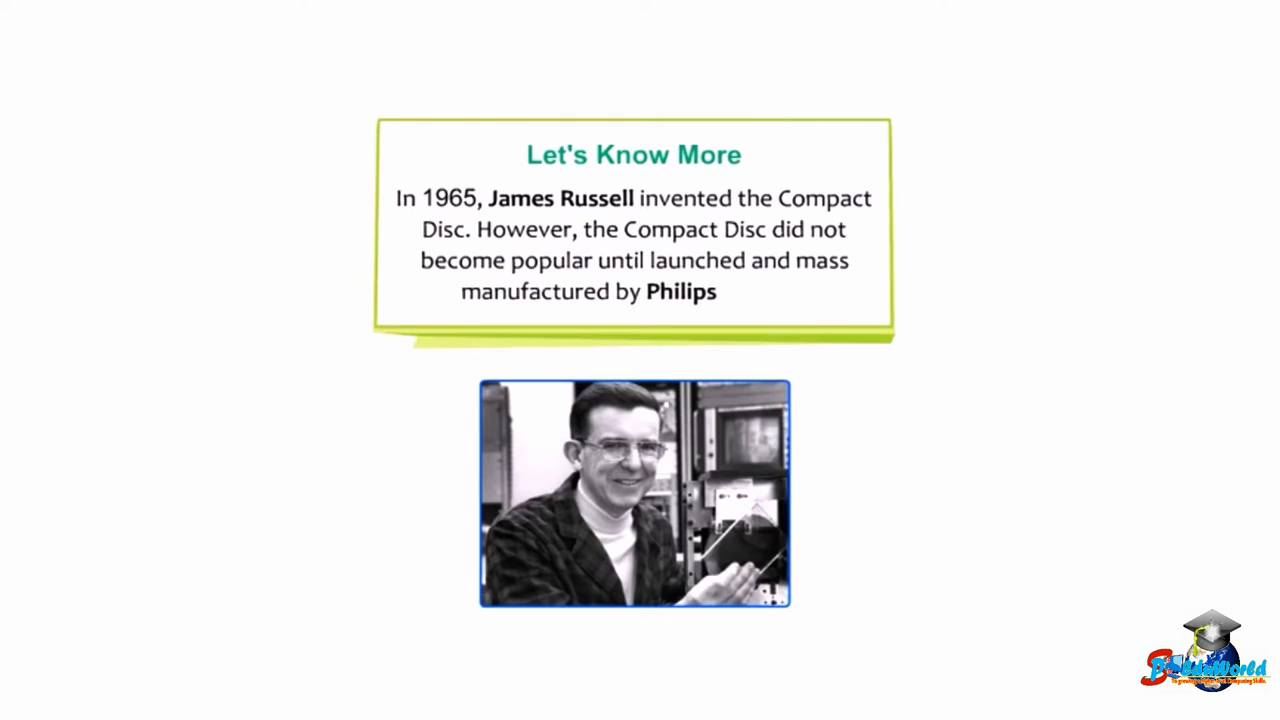 Let's Know More
In 1965, James Russell invented the Compact
Disc. However, the Compact Disc did not
become popular until launched and mass
manufactured by Philips
EduWorld